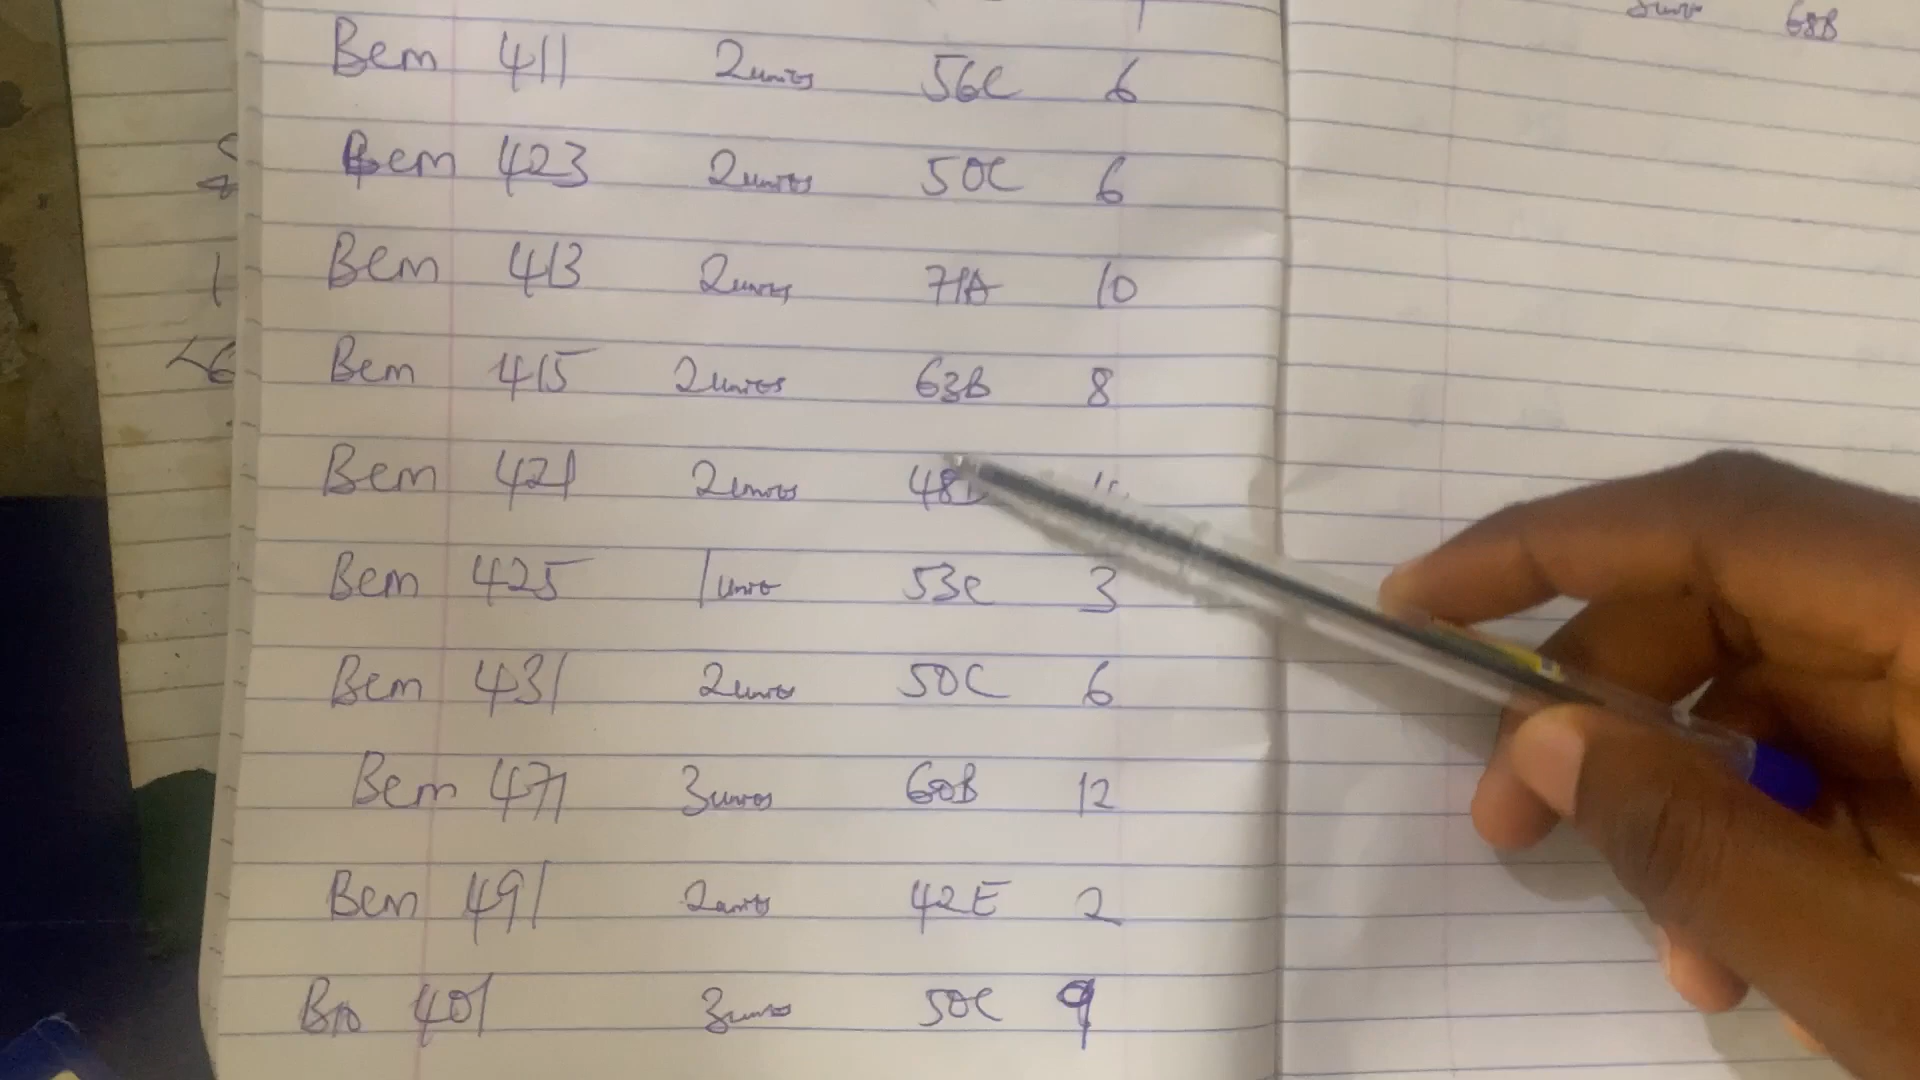 Bem 411 2units 56C 6
Bem 423 2units 50C 6
Bem 413 2units 71A 10
Bem 415 2units 63B 8
Bem 421 2units
Bem 425 1unit 53C 3
Bem 431 2units 50C 6
Bem 471 3units 60B 12
Bem 491 2units 42E 2
Bio 401 3units 50C 9
68B